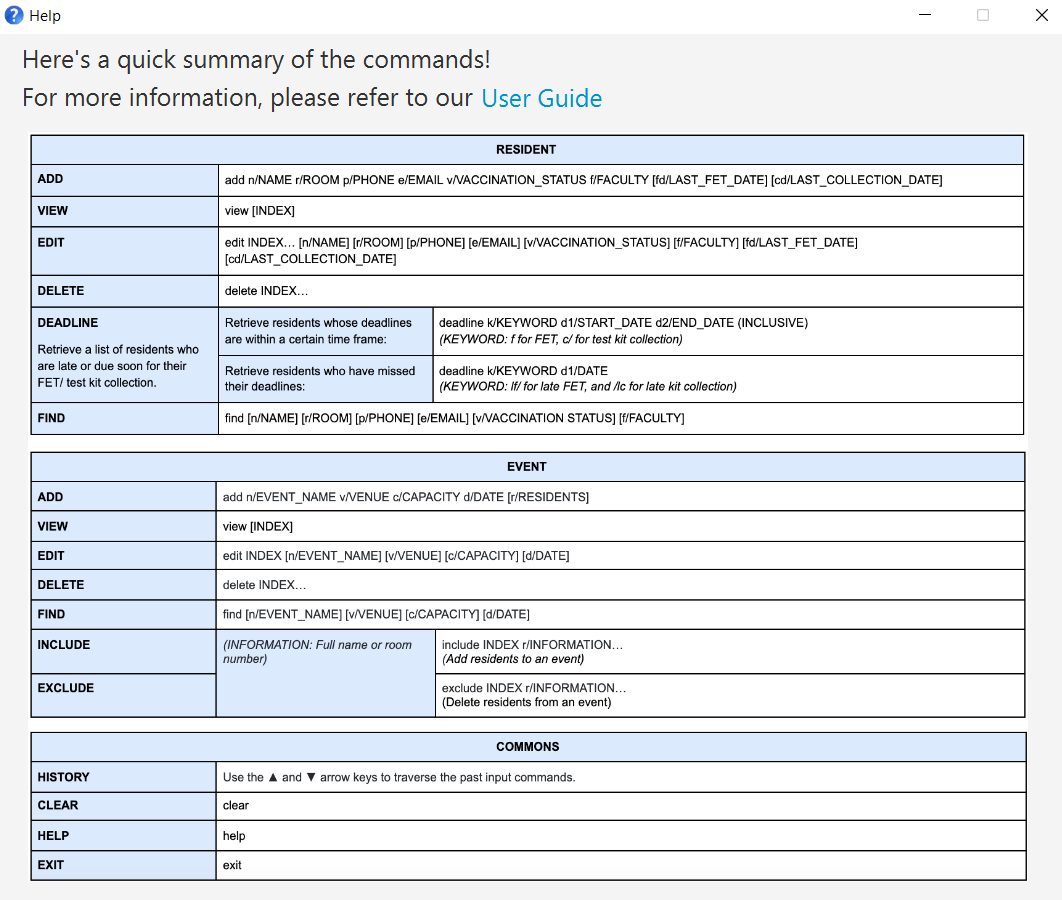 Help
Here's a quick summary of the commands!
For more information, please refer to our User Guide
RESIDENT
ADD
add n/NAME r/ROOM p/PHONE e/EMAIL v/VACCINATION_STATUS f/FACULTY [fd/LAST_FET_DATE] [cd/LAST_COLLECTION_DATE]
VIEW
view [INDEX]
EDIT
edit INDEX… [n/NAME] [r/ROOM] [p/PHONE] [e/EMAIL] [v/VACCINATION_STATUS] [f/FACULTY] [fd/LAST_FET_DATE]
[cd/LAST_COLLECTION_DATE]
DELETE
delete INDEX…
DEADLINE
Retrieve a list of residents who
are late or due soon for their
FET/ test kit collection.
Retrieve residents whose deadlines
are within a certain time frame:
deadline k/KEYWORD d1/START_DATE d2/END_DATE (INCLUSIVE)
(KEYWORD: f for FET, c/ for test kit collection)
Retrieve residents who have missed
their deadlines:
deadline k/KEYWORD d1/DATE
(KEYWORD: lf/ for late FET, and /lc for late kit collection)
FIND
find [n/NAME] [r/ROOM] [p/PHONE] [e/EMAIL] [v/VACCINATION STATUS] [f/FACULTY]
EVENT
ADD
add n/EVENT_NAME v/VENUE c/CAPACITY d/DATE [r/RESIDENTS]
VIEW
view [INDEX]
EDIT
edit INDEX [n/EVENT_NAME] [v/VENUE] [c/CAPACITY] [d/DATE]
DELETE
delete INDEX…
FIND
find [n/EVENT_NAME] [v/VENUE] [c/CAPACITY] [d/DATE]
INCLUDE
(INFORMATION: Full name or room
number)
include INDEX r/INFORMATION…
(Add residents to an event)
EXCLUDE
exclude INDEX r/INFORMATION…
(Delete residents from an event)
COMMONS
HISTORY
Use the ▲ and ▼ arrow keys to traverse the past input commands.
CLEAR
clear
HELP
help
EXIT
exit